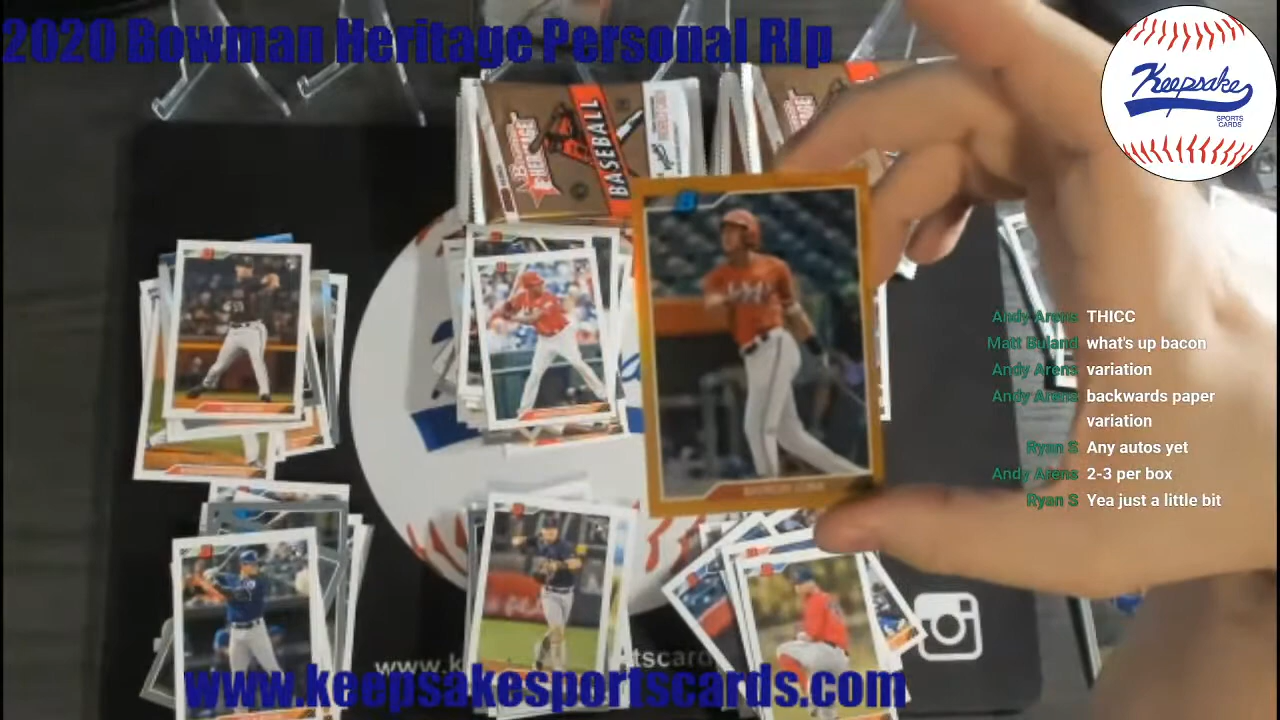 2020 Bowman Heritage Personal Rip
Keepsake
SPORTS
CARDS
Bowman
HERITAGE
BASEBALL
Andy Arens THICC
Matt Buland what's up bacon
Andy Arens variation
Andy Arens backwards paper
variation
Ryan S Any autos yet
Andy Arens 2-3 per box
Ryan S Yea just a little bit
www.keepsakesportscards.com